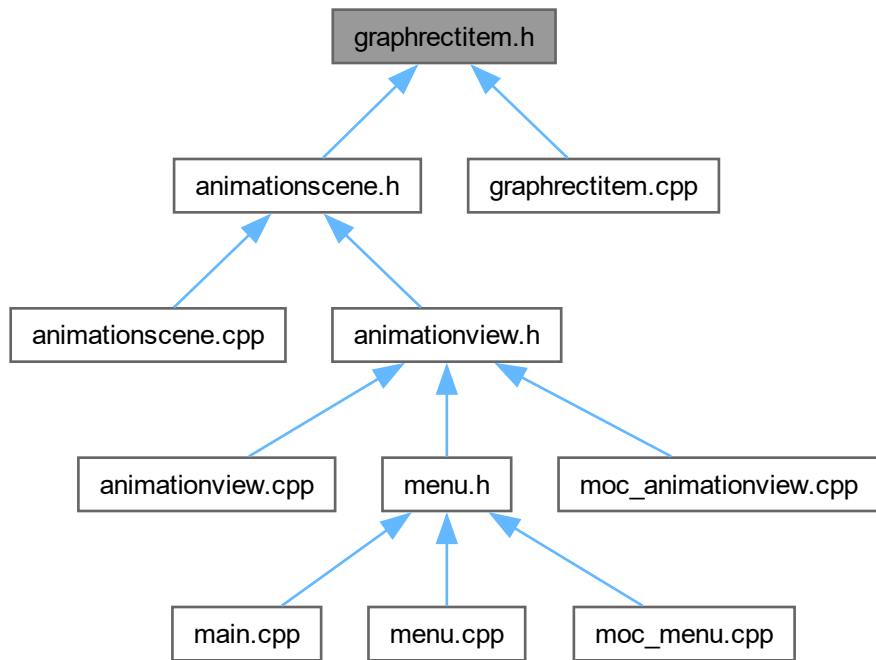 graphrectitem.h
animationscene.h
graphrectitem.cpp
animationscene.cpp
animationview.h
animationview.cpp
menu.h
moc_animationview.cpp
main.cpp
menu.cpp
moc_menu.cpp